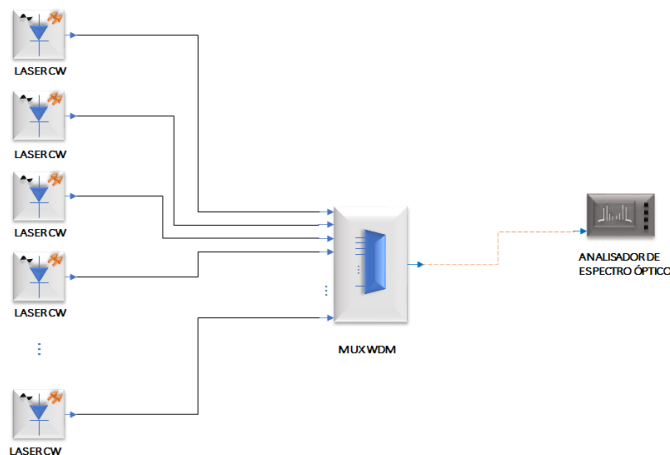 LASER CW
LASER CW
LASER CW
LASER CW
...
LASER CW
...
MUX WDM
ANALISADOR DE
ESPECTRO ÓPTICO